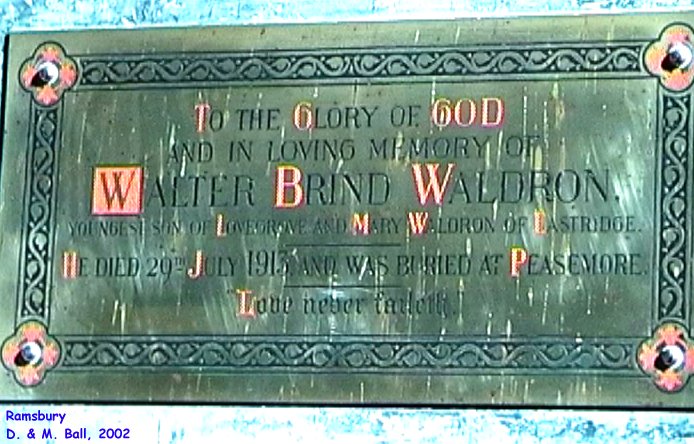 TO THE GLORY OF GOD
AND IN LOVING MEMORY OF
WALTER BRIND WALDRON.
YOUNGEST SON OF LOVEGROVE AND MARY WALDRON OF EASTRIDGE.
HE DIED 29TH JULY 1913, AND WAS BURIED AT PEASEMORE.
"Love never faileth."
Ramsbury
D. & M. Ball, 2002